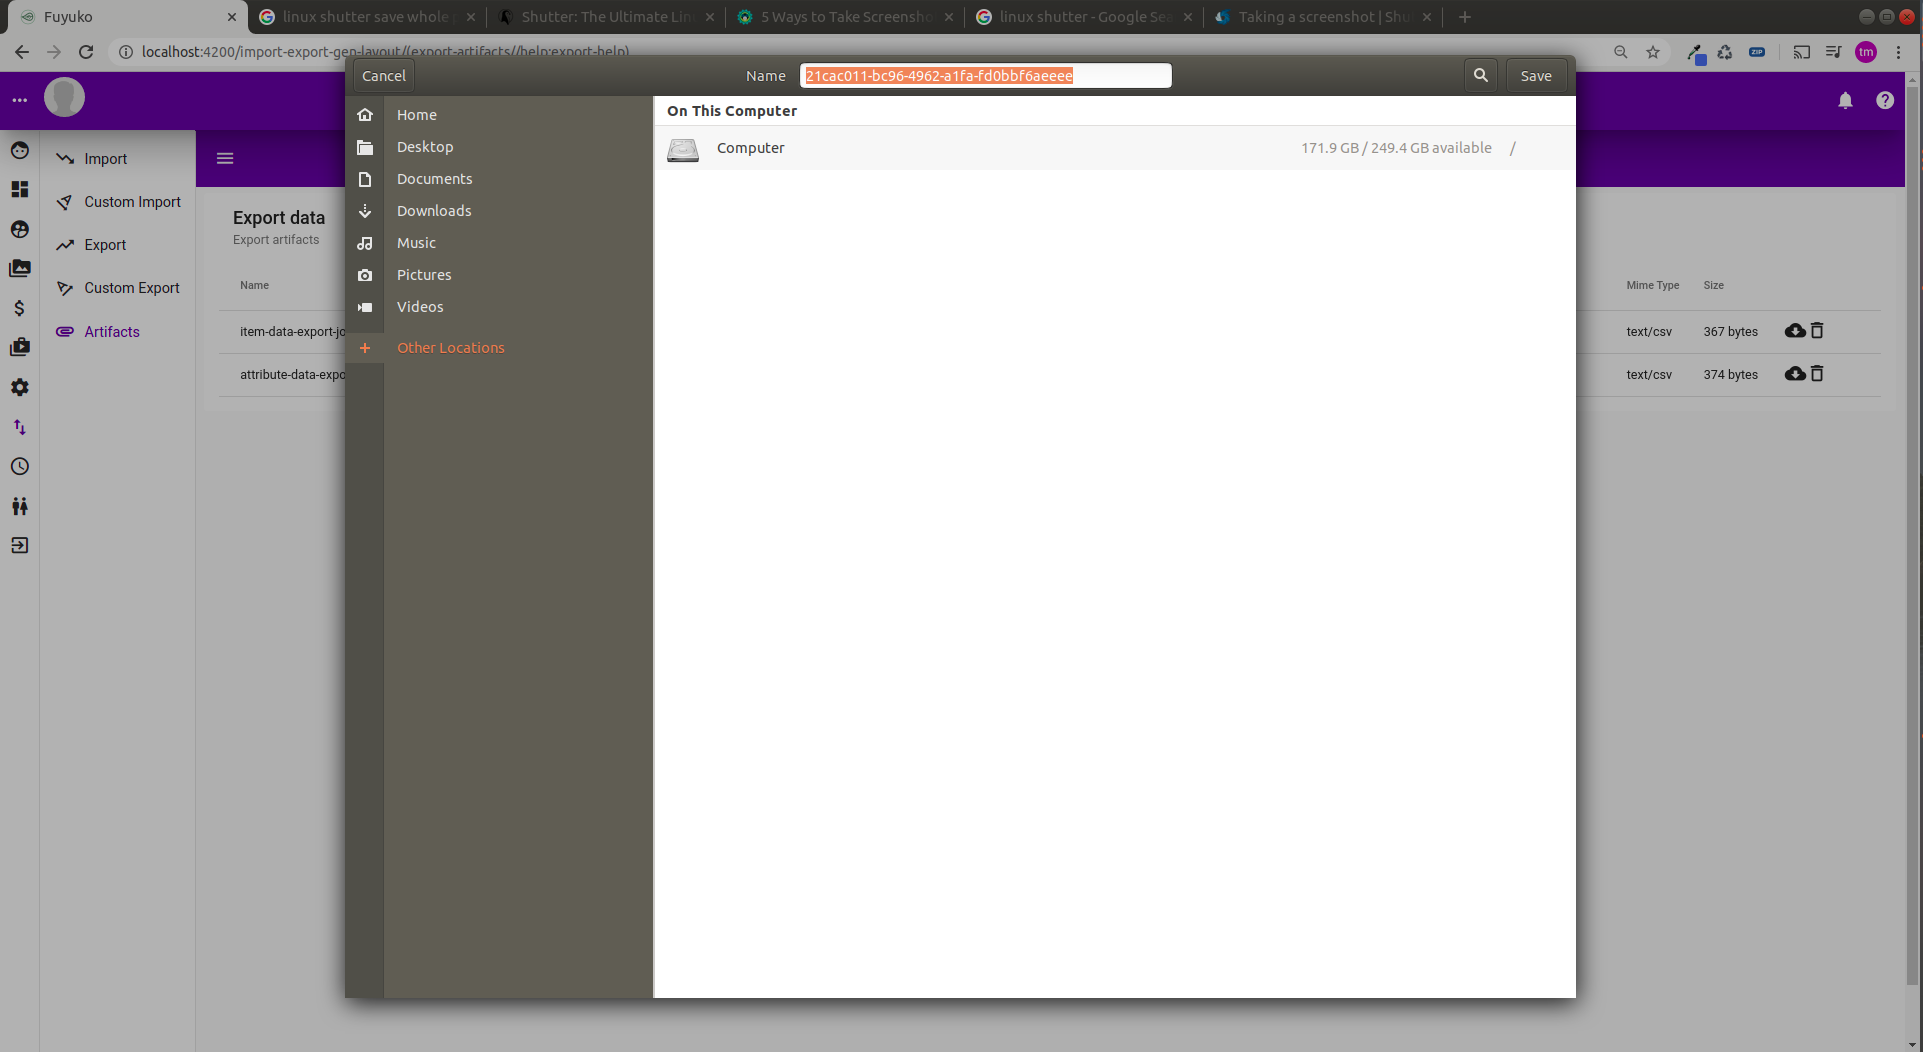 Fuyuko
linux shutter save whole
Shutter: The Ultimate Lin
5 Ways to Take Screensho
linux shutter - Google Sea
Taking a screenshot | Shu
localhost:4200/import-export-gen-layout/(export-artifacts//help:export-help)
ZIP
tm
Cancel
Name
21cac011-bc96-4962-a1fa-fd0bbf6aeeee
Save
Home
Desktop
Documents
Downloads
Music
Pictures
Videos
Other Locations
On This Computer
Computer
171.9 GB / 249.4 GB available
/
Import
Custom Import
Export
Custom Export
Artifacts
Export data
Export artifacts
Name
Mime Type
Size
item-data-export-jo
text/csv
367 bytes
attribute-data-expo
text/csv
374 bytes